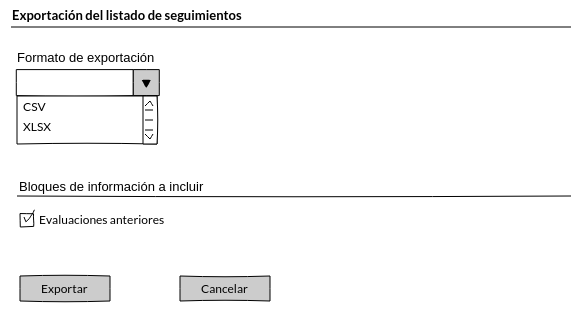 Exportación del listado de seguimientos
Formato de exportación
CSV
XLSX
Bloques de información a incluir
Evaluaciones anteriores
Exportar
Cancelar